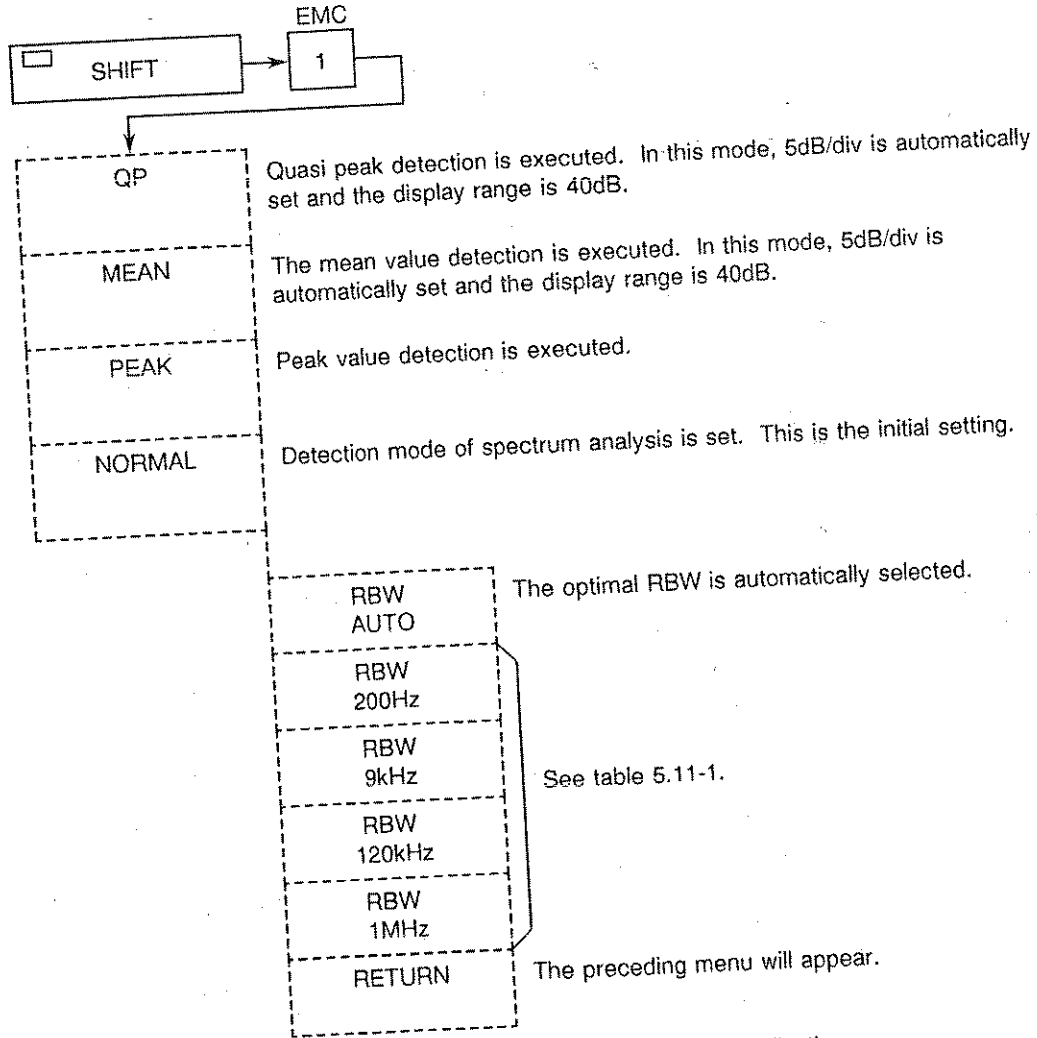 EMC
SHIFT
1
QP
Quasi peak detection is executed. In this mode, 5dB/div is automatically
set and the display range is 40dB.
MEAN
The mean value detection is executed. In this mode, 5dB/div is
automatically set and the display range is 40dB.
PEAK
Peak value detection is executed.
NORMAL
Detection mode of spectrum analysis is set. This is the initial setting.
RBW
AUTO
The optimal RBW is automatically selected.
RBW
200Hz
RBW
9kHz
See table 5.11-1.
RBW
120kHz
RBW
1MHz
RETURN
The preceding menu will appear.